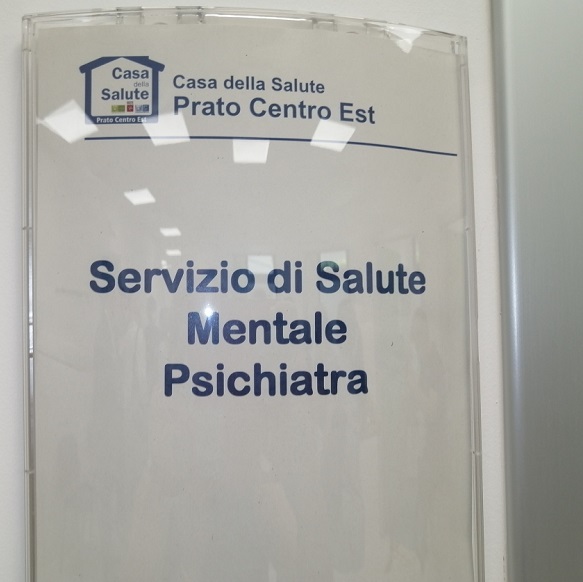 Casa
della
Salute
Prato Centro Est
Casa della Salute
Prato Centro Est
Servizio di Salute
Mentale
Psichiatra